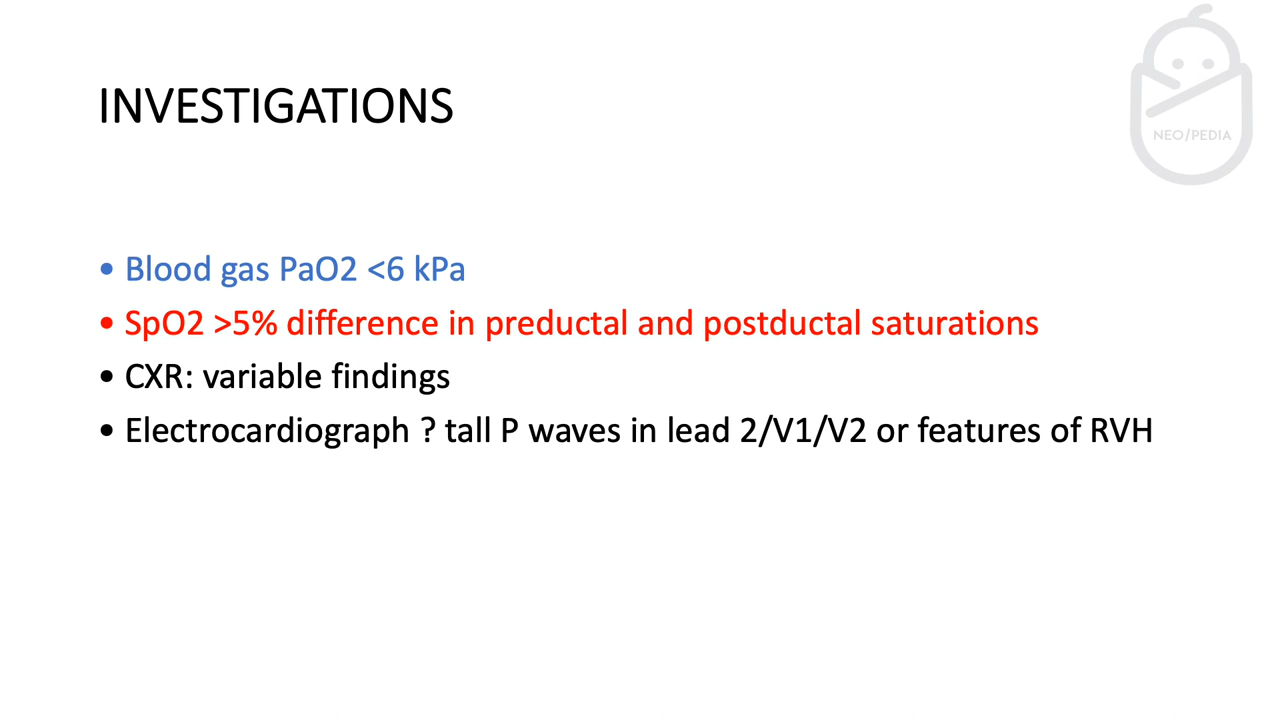 NEO/PEDIA
INVESTIGATIONS
• Blood gas PaO2 <6 kPa
• SpO2 >5% difference in preductal and postductal saturations
• CXR: variable findings
• Electrocardiograph ? tall P waves in lead 2/V1/V2 or features of RVH